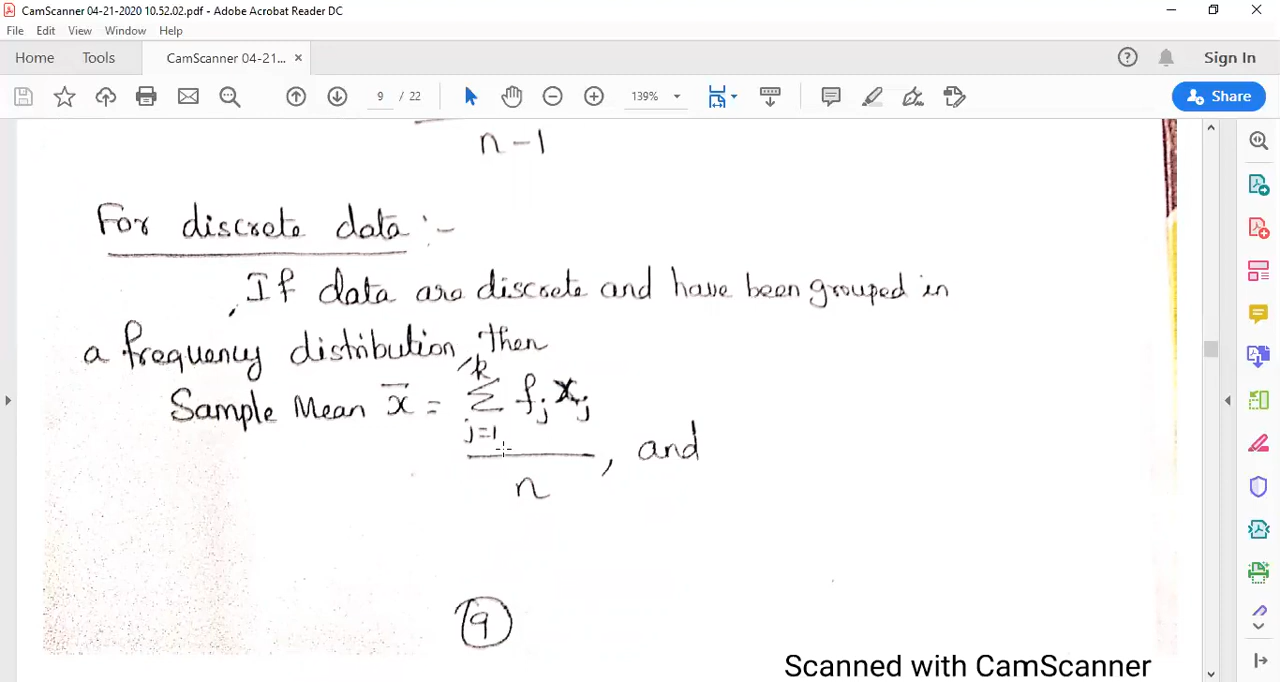 CamScanner 04-21-2020 10.52.02.pdf - Adobe Acrobat Reader DC
File Edit View Window Help
Home Tools CamScanner 04-21... × Sign In
9 / 22 139% Share
n-1
For discrete data :-
If data are discrete and have been grouped in
a frequency distribution, then
Sample Mean x̄ = Σ_{j=1}^{k} f_j x_j
n , and
9
Scanned with CamScanner